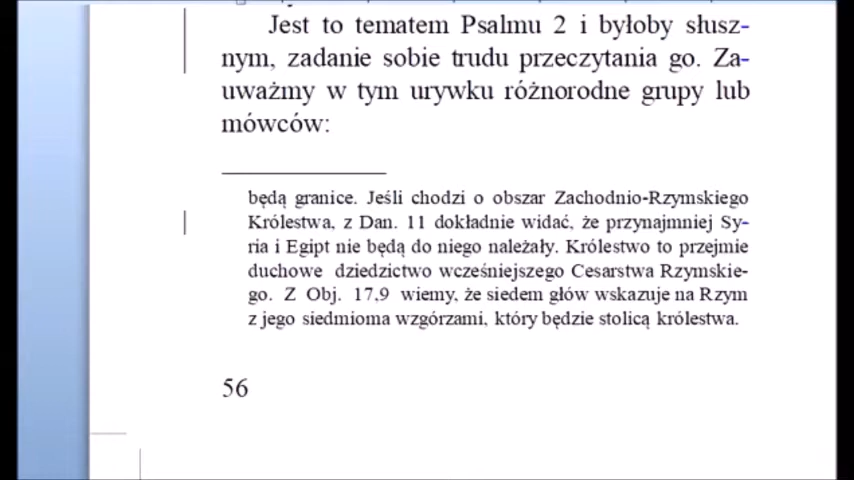 Jest to tematem Psalmu 2 i byłoby słusz-
nym, zadanie sobie trudu przeczytania go. Za-
uważmy w tym urywku różnorodne grupy lub
mówców:
będą granice. Jeśli chodzi o obszar Zachodnio-Rzymskiego
Królestwa, z Dan. 11 dokładnie widać, że przynajmniej Sy-
ria i Egipt nie będą do niego należały. Królestwo to przejmie
duchowe dziedzictwo wcześniejszego Cesarstwa Rzymskie-
go. Z Obj. 17,9 wiemy, że siedem głów wskazuje na Rzym
z jego siedmioma wzgórzami, który będzie stolicą królestwa.
56